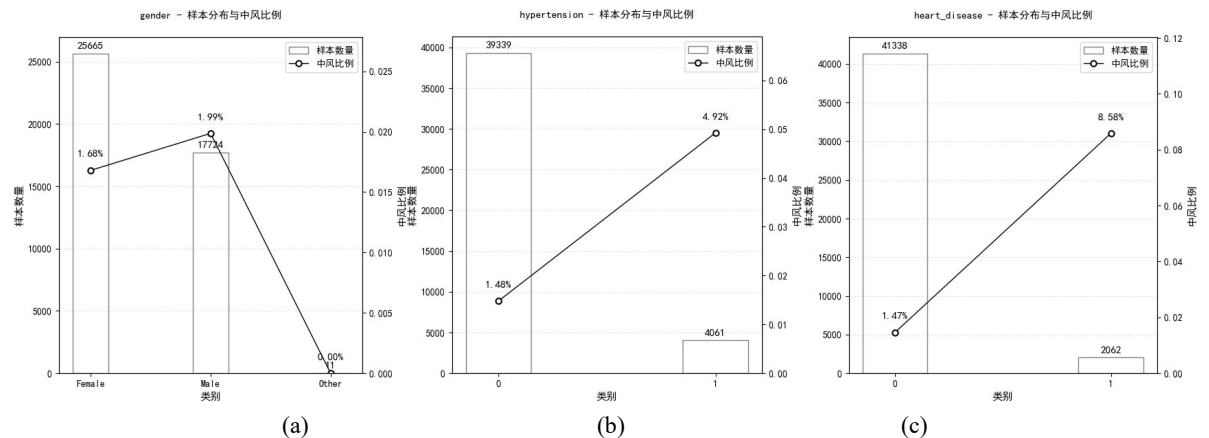 gender - 样本分布与中风比例
25665
样本数量
中风比例
25000
20000
15000
10000
5000
0
样本数量
1.68%
1.99%
17724
0.00%
11
0.025
0.020
0.015
0.010
0.005
0.000
中风比例
Female
Male
Other
类别
(a)
hypertension - 样本分布与中风比例
39339
样本数量
中风比例
40000
35000
30000
25000
20000
15000
10000
5000
0
样本数量
1.48%
4.92%
4061
0.06
0.05
0.04
0.03
0.02
0.01
0.00
0
1
类别
(b)
heart_disease - 样本分布与中风比例
41338
样本数量
中风比例
40000
35000
30000
25000
20000
15000
10000
5000
0
样本数量
1.47%
8.58%
2062
0.12
0.10
0.08
0.06
0.04
0.02
0.00
中风比例
0
1
类别
(c)